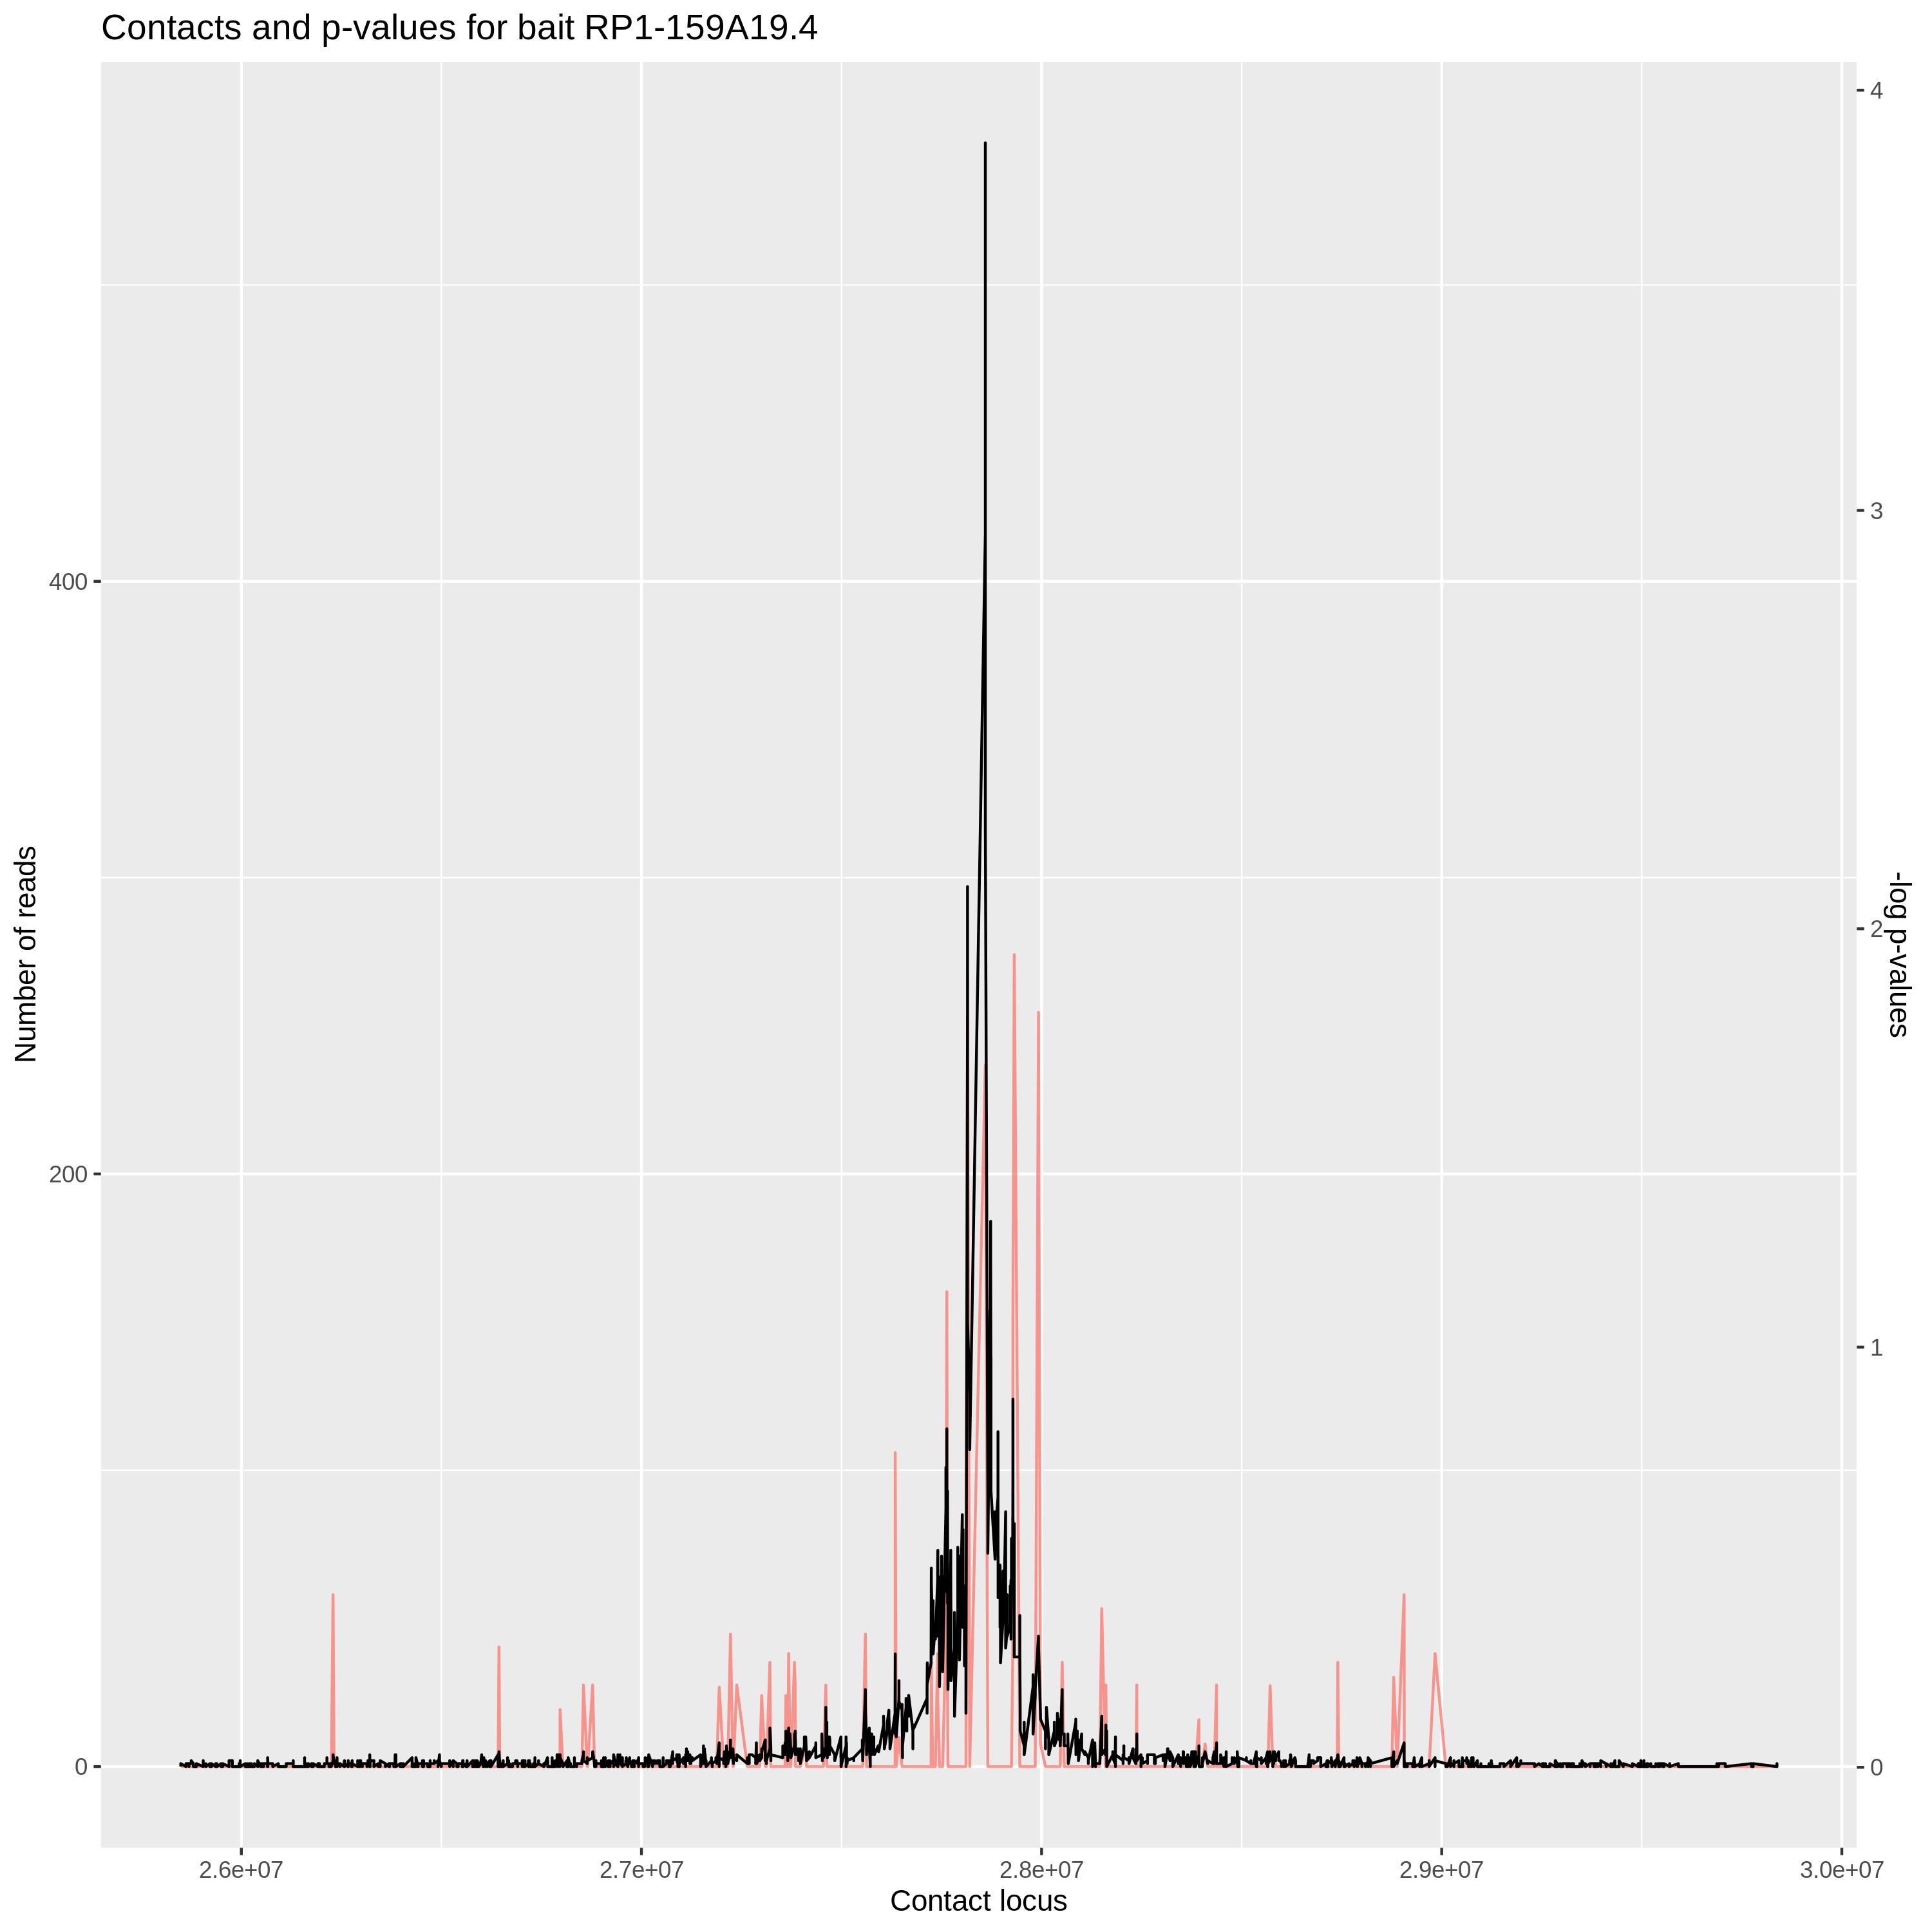 Contacts and p-values for bait RP1-159A19.4
4
3
400
Number of reads
2
-log p-values
200
1
0
0
2.6e+07 2.7e+07 2.8e+07 2.9e+07 3.0e+07
Contact locus